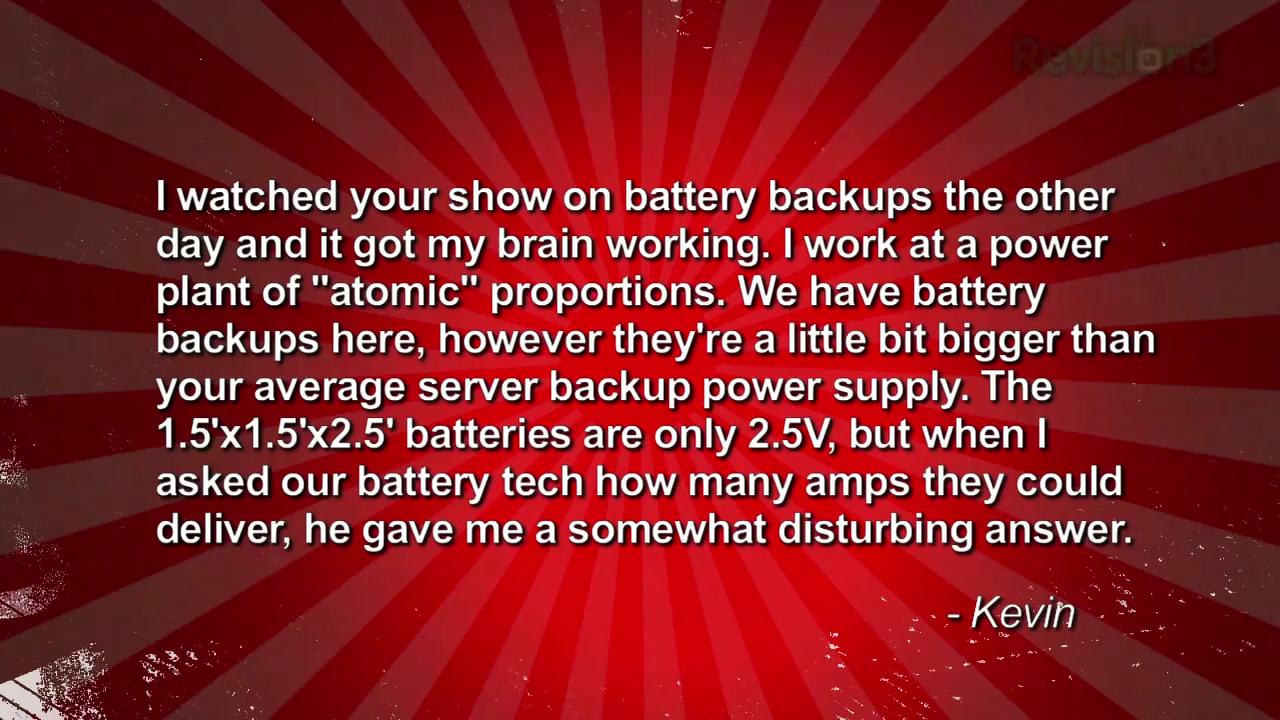 Revision3
I watched your show on battery backups the other
day and it got my brain working. I work at a power
plant of "atomic" proportions. We have battery
backups here, however they're a little bit bigger than
your average server backup power supply. The
1.5'x1.5'x2.5' batteries are only 2.5V, but when I
asked our battery tech how many amps they could
deliver, he gave me a somewhat disturbing answer.
- Kevin